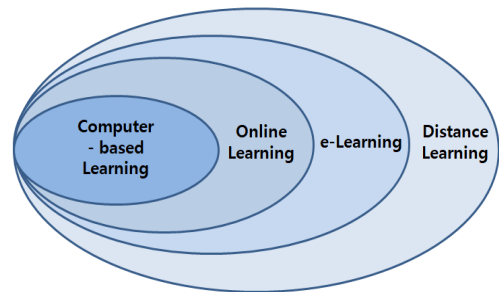 Computer
- based
Learning
Online
Learning
e-Learning
Distance
Learning